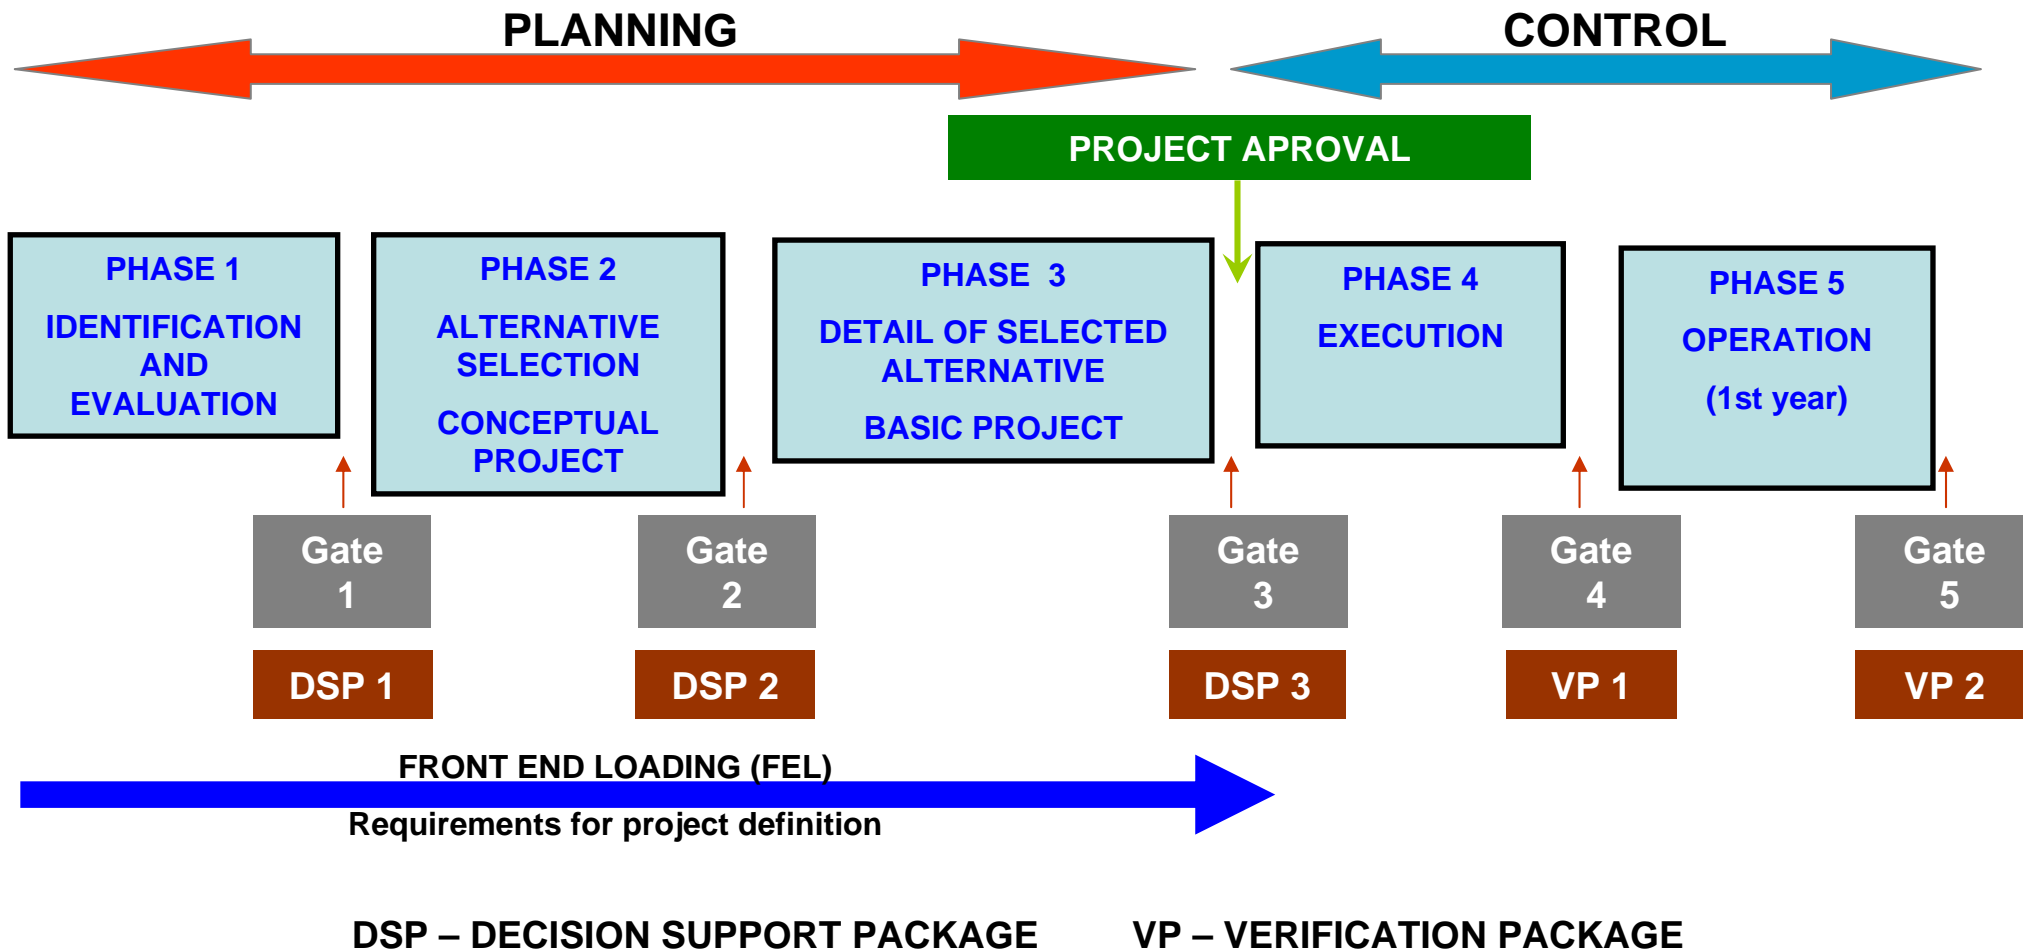 PLANNING
CONTROL
PROJECT APROVAL
PHASE 1
IDENTIFICATION
AND
EVALUATION
PHASE 2
ALTERNATIVE
SELECTION
CONCEPTUAL
PROJECT
PHASE 3
DETAIL OF SELECTED
ALTERNATIVE
BASIC PROJECT
PHASE 4
EXECUTION
PHASE 5
OPERATION
(1st year)
Gate
1
Gate
2
Gate
3
Gate
4
Gate
5
DSP 1
DSP 2
DSP 3
VP 1
VP 2
FRONT END LOADING (FEL)
Requirements for project definition
DSP – DECISION SUPPORT PACKAGE
VP – VERIFICATION PACKAGE